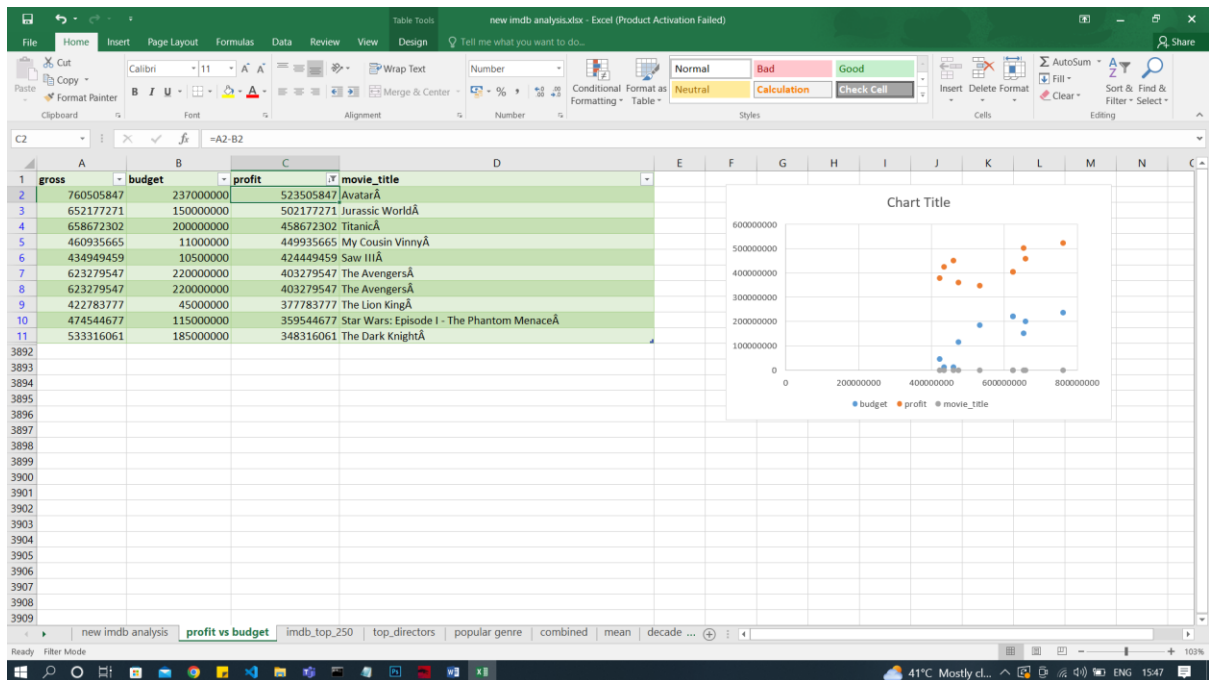 Table Tools
new imdb analysis.xlsx - Excel (Product Activation Failed)
File Home Insert Page Layout Formulas Data Review View Design Tell me what you want to do... Share
Cut
Copy
Format Painter
Paste
Calibri 11
B I U
Wrap Text
Merge & Center
Number
Conditional Formatting
Format as Table
Normal Bad Good
Neutral Calculation Check Cell
Insert Delete Format
AutoSum
Fill
Clear
Sort & Filter
Find & Select
Clipboard Font Alignment Number Styles Cells Editing
C2 fx =A2-B2
A B C D E F G H I J K L M N
1 gross budget profit movie_title
2 760505847 237000000 523505847 AvatarÂ
3 652177271 150000000 502177271 Jurassic WorldÂ
4 658672302 200000000 458672302 TitanicÂ
5 460935665 11000000 449935665 My Cousin VinnyÂ
6 434949459 10500000 424449459 Saw IIIÂ
7 623279547 220000000 403279547 The AvengersÂ
8 623279547 220000000 403279547 The AvengersÂ
9 422783777 45000000 377783777 The Lion KingÂ
10 474544677 115000000 359544677 Star Wars: Episode I - The Phantom MenaceÂ
11 533316061 185000000 348316061 The Dark KnightÂ
3892
3893
3894
3895
3896
3897
3898
3899
3900
3901
3902
3903
3904
3905
3906
3907
3908
3909
Chart Title
600000000
500000000
400000000
300000000
200000000
100000000
0
0 200000000 400000000 600000000 800000000
budget profit movie_title
new imdb analysis profit vs budget imdb_top_250 top_directors popular genre combined mean decade ...
Ready Filter Mode 103%
41°C Mostly cl... ENG 15:47